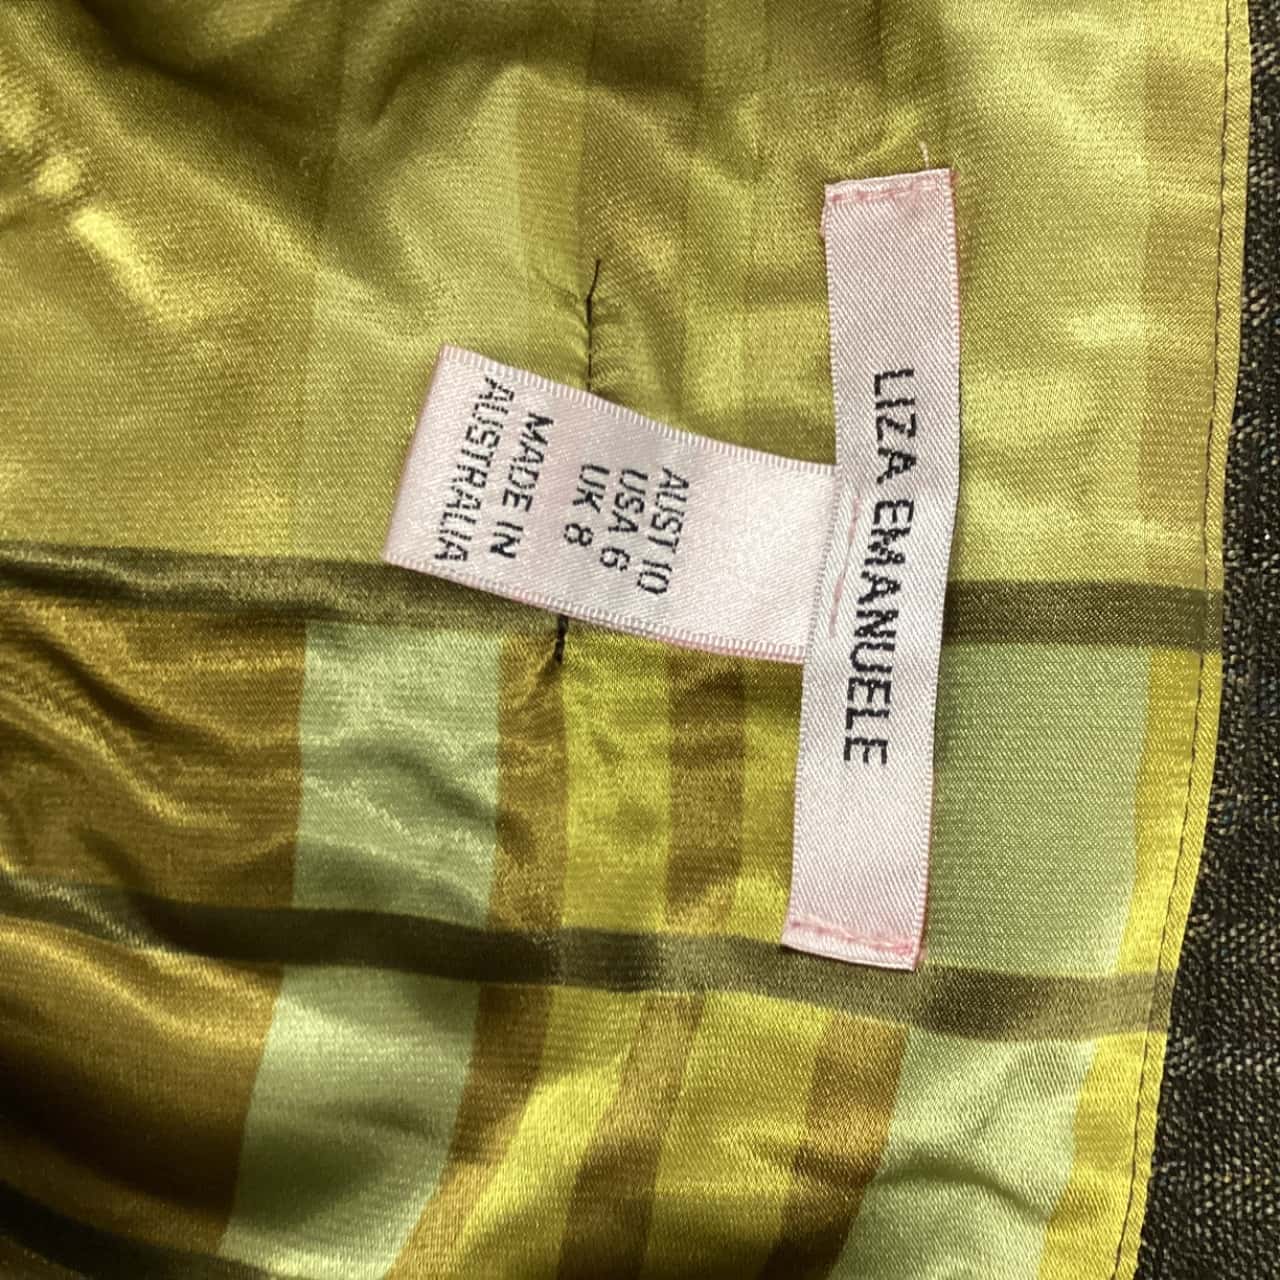 LIZA EMANUELE
AUST 10
USA 6
UK 8
MADE IN
AUSTRALIA